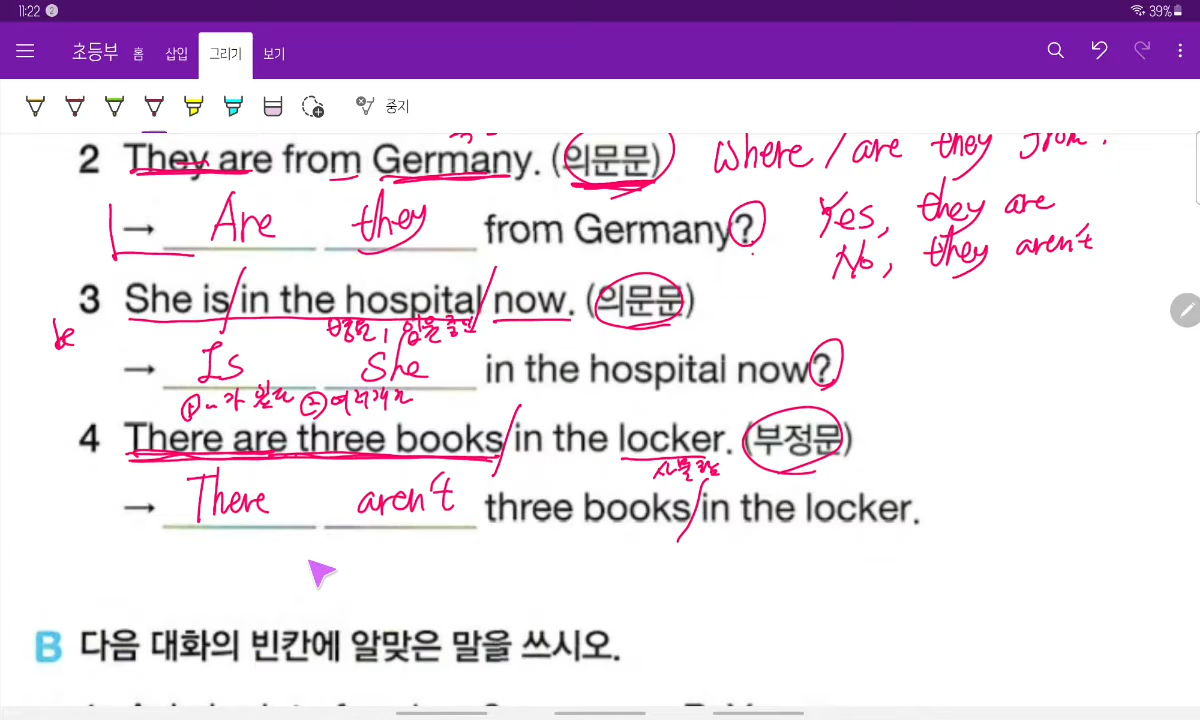 11:22 2 39%
초등부 홈 삽입 그리기 보기
중지
2 They are from Germany. (의문문) Where / are they from.
→ Are they from Germany? Yes, they are
No, they aren't
3 She is/in the hospital/now. (의문문)
be 병원, 입원 중인
→ Is She in the hospital now?
① ~가 있다 ② 여러개가
4 There are three books/in the locker. (부정문)
사물함
→ There aren't three books/in the locker.
B 다음 대화의 빈칸에 알맞은 말을 쓰시오.